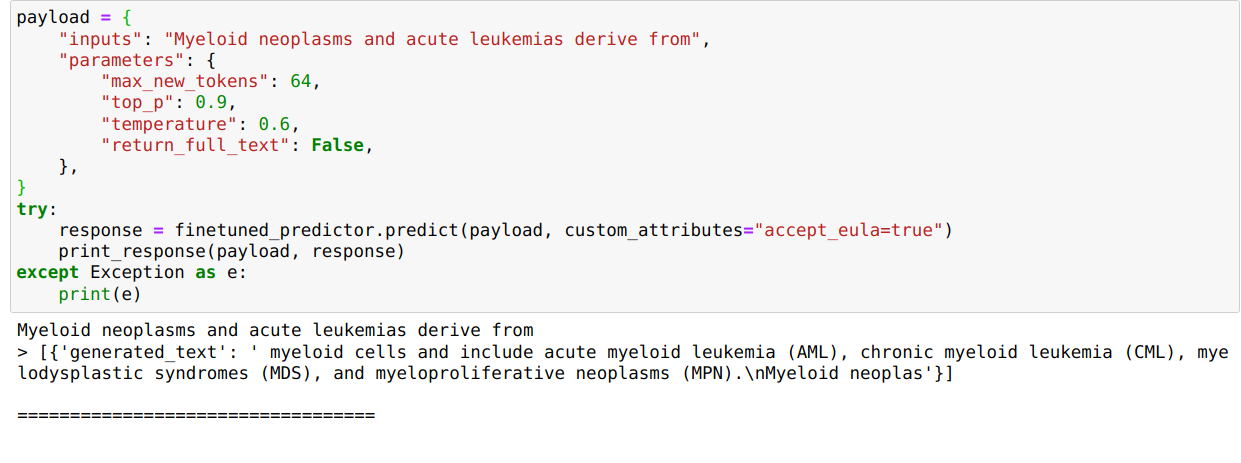 payload = {
    "inputs": "Myeloid neoplasms and acute leukemias derive from",
    "parameters": {
        "max_new_tokens": 64,
        "top_p": 0.9,
        "temperature": 0.6,
        "return_full_text": False,
    },
}
try:
    response = finetuned_predictor.predict(payload, custom_attributes="accept_eula=true")
    print_response(payload, response)
except Exception as e:
    print(e)
Myeloid neoplasms and acute leukemias derive from
> [{'generated_text': ' myeloid cells and include acute myeloid leukemia (AML), chronic myeloid leukemia (CML), mye
lodysplastic syndromes (MDS), and myeloproliferative neoplasms (MPN).\nMyeloid neoplas'}]
==================================